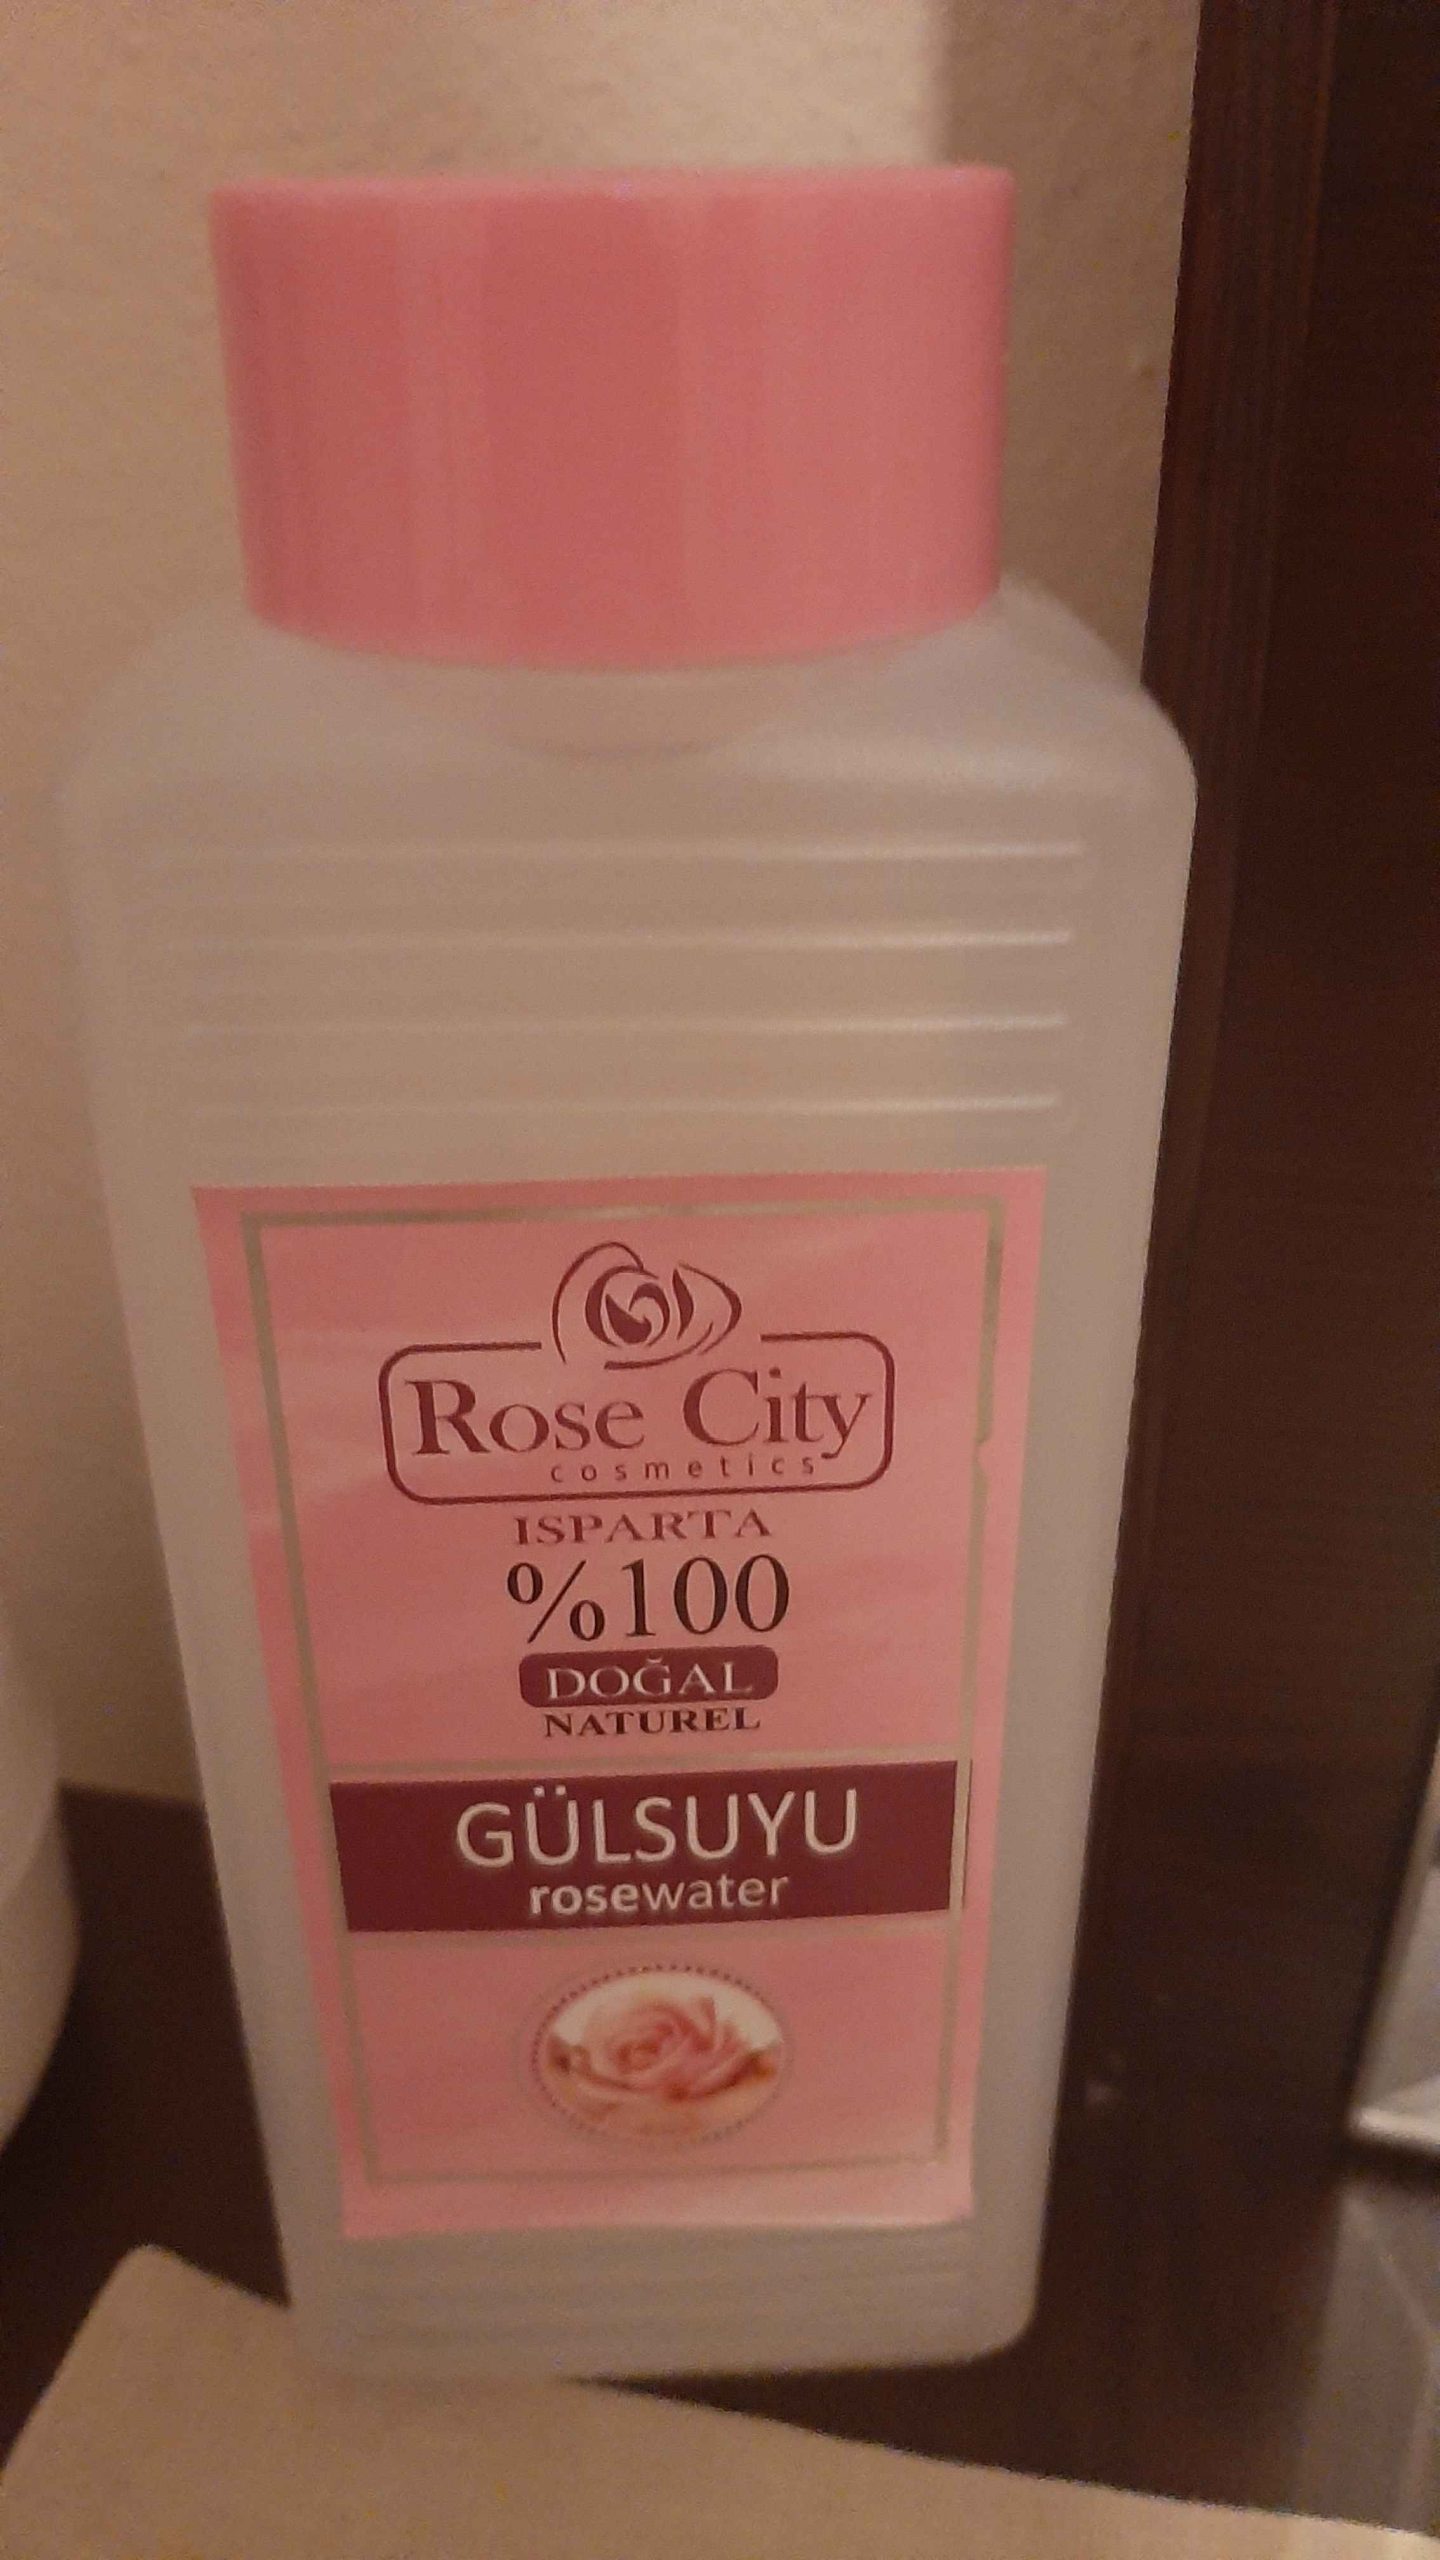 Rose City
cosmetics
ISPARTA
%100
DOĞAL
NATUREL
GÜLSUYU
rosewater